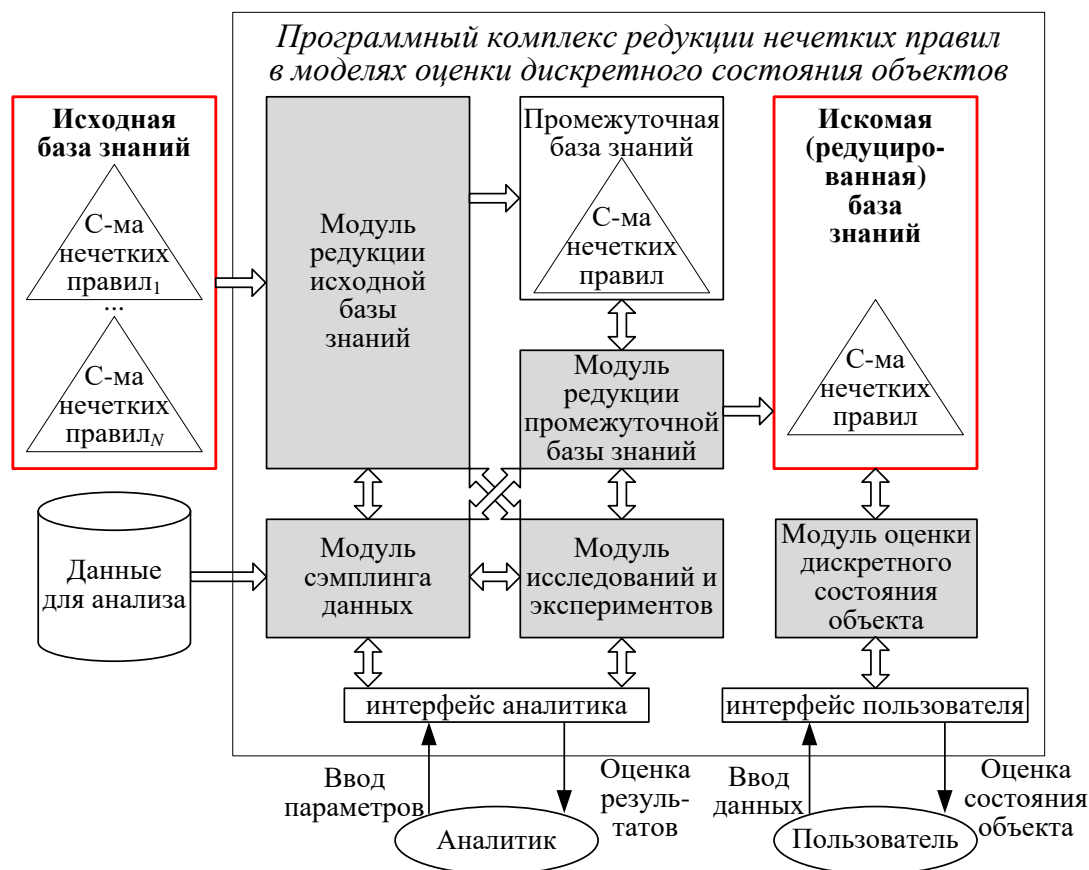 Программный комплекс редукции нечетких правил
в моделях оценки дискретного состояния объектов
Исходная
база знаний
С-ма
нечетких
правил1
...
С-ма
нечетких
правилN
Модуль
редукции
исходной
базы
знаний
Промежуточная
база знаний
С-ма
нечетких
правил
Искомая
(редуциро-
ванная)
база
знаний
С-ма
нечетких
правил
Модуль
редукции
промежуточной
базы знаний
Данные
для анализа
Модуль
сэмплинга
данных
Модуль
исследований и
экспериментов
Модуль оценки
дискретного
состояния
объекта
интерфейс аналитика
интерфейс пользователя
Ввод
параметров
Оценка
резуль-
татов
Ввод
данных
Оценка
состояния
объекта
Аналитик
Пользователь